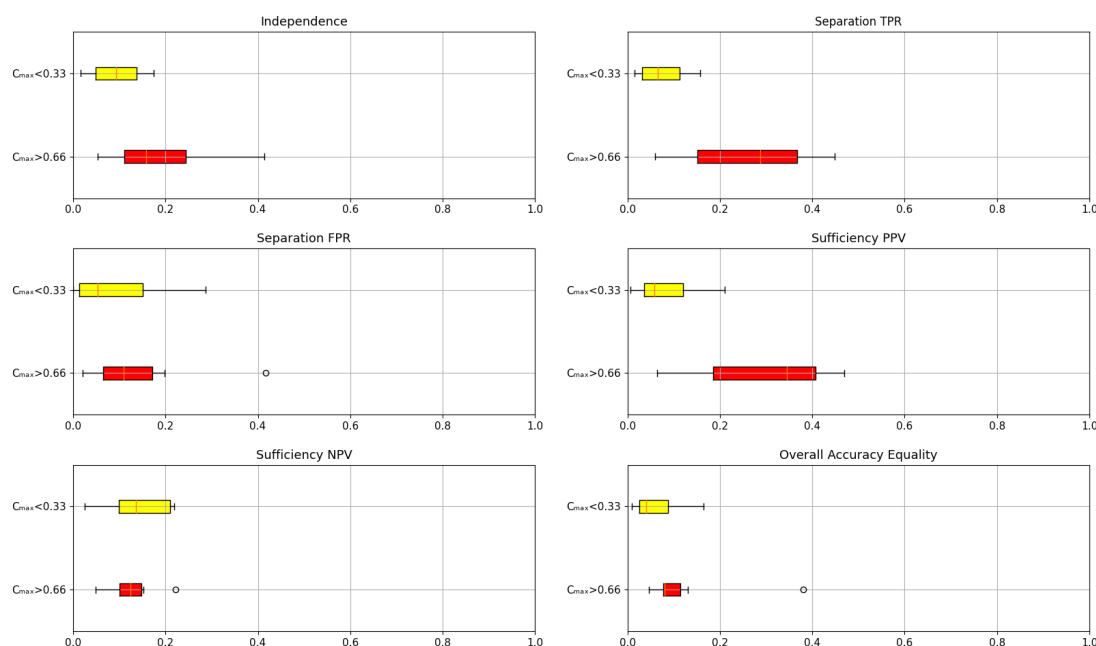 Independence
Cₘₐₓ<0.33
Cₘₐₓ>0.66
0.0 0.2 0.4 0.6 0.8 1.0
Separation TPR
Cₘₐₓ<0.33
Cₘₐₓ>0.66
0.0 0.2 0.4 0.6 0.8 1.0
Separation FPR
Cₘₐₓ<0.33
Cₘₐₓ>0.66
0.0 0.2 0.4 0.6 0.8 1.0
Sufficiency PPV
Cₘₐₓ<0.33
Cₘₐₓ>0.66
0.0 0.2 0.4 0.6 0.8 1.0
Sufficiency NPV
Cₘₐₓ<0.33
Cₘₐₓ>0.66
0.0 0.2 0.4 0.6 0.8 1.0
Overall Accuracy Equality
Cₘₐₓ<0.33
Cₘₐₓ>0.66
0.0 0.2 0.4 0.6 0.8 1.0